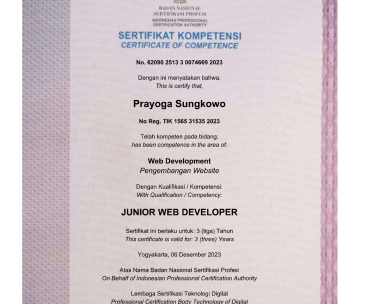 BADAN NASIONAL
SERTIFIKASI PROFESI
INDONESIAN PROFESSIONAL
CERTIFICATION AUTHORITY
SERTIFIKAT KOMPETENSI
CERTIFICATE OF COMPETENCE
No. 62090 2513 3 0074669 2023
Dengan ini menyatakan bahwa,
This is certify that,
Prayoga Sungkowo
No Reg. TIK 1565 31535 2023
Telah kompeten pada bidang:
has been competence in the area of:
Web Development
Pengembangan Website
Dengan Kualifikasi / Kompetensi:
With Qualification / Competency:
JUNIOR WEB DEVELOPER
Sertifikat ini berlaku untuk: 3 (tiga) Tahun
This certificate is valid for: 3 (three) Years
Yogyakarta, 06 Desember 2023
Atas Nama Badan Nasional Sertifikasi Profesi
On Behalf of Indonesian Professional Certification Authority
Lembaga Sertifikasi Teknologi Digital
Professional Certification Body Technology of Digital